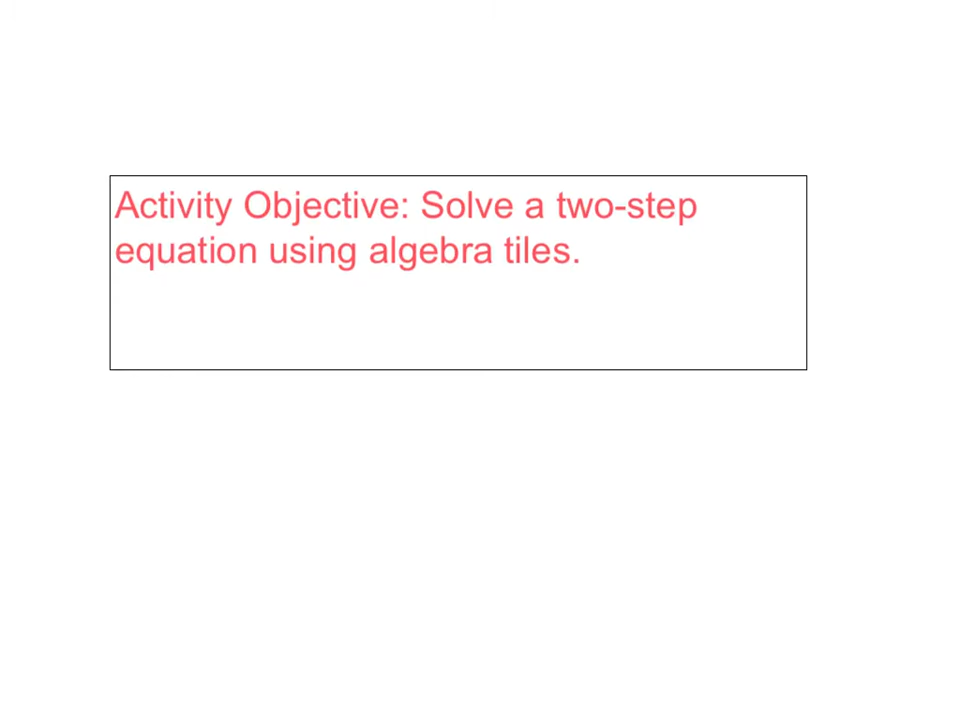 Activity Objective: Solve a two-step
equation using algebra tiles.